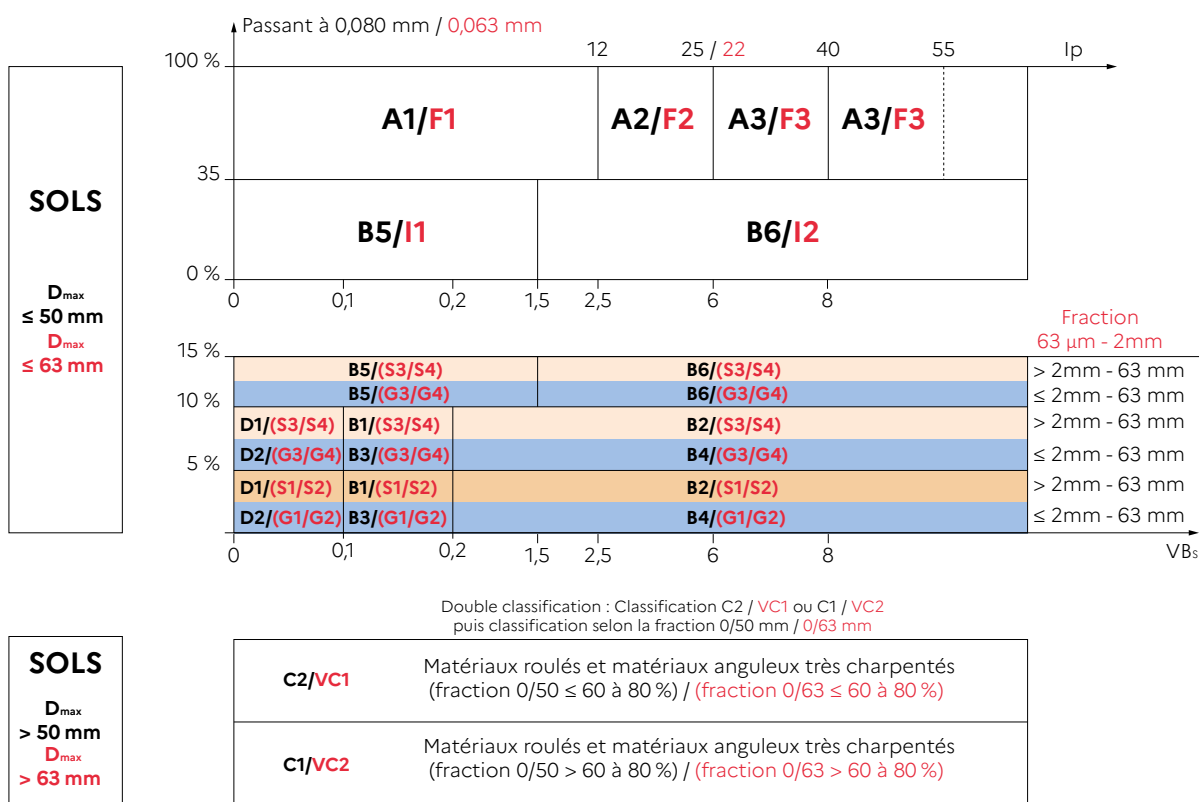 Passant à 0,080 mm / 0,063 mm
12 25 / 22 40 55 Ip
100 %
A1/F1 A2/F2 A3/F3 A3/F3
35
SOLS
Dmax
≤ 50 mm
Dmax
≤ 63 mm
B5/I1 B6/I2
0 %
0 0,1 0,2 1,5 2,5 6 8
Fraction
63 µm - 2mm
15 %
B5/(S3/S4) B6/(S3/S4) > 2mm - 63 mm
B5/(G3/G4) B6/(G3/G4) ≤ 2mm - 63 mm
10 %
D1/(S3/S4) B1/(S3/S4) B2/(S3/S4) > 2mm - 63 mm
D2/(G3/G4) B3/(G3/G4) B4/(G3/G4) ≤ 2mm - 63 mm
5 %
D1/(S1/S2) B1/(S1/S2) B2/(S1/S2) > 2mm - 63 mm
D2/(G1/G2) B3/(G1/G2) B4/(G1/G2) ≤ 2mm - 63 mm
0 0,1 0,2 1,5 2,5 6 8 VBs
Double classification : Classification C2 / VC1 ou C1 / VC2
puis classification selon la fraction 0/50 mm / 0/63 mm
SOLS
Dmax
> 50 mm
Dmax
> 63 mm
C2/VC1
Matériaux roulés et matériaux anguleux très charpentés
(fraction 0/50 ≤ 60 à 80 %) / (fraction 0/63 ≤ 60 à 80 %)
C1/VC2
Matériaux roulés et matériaux anguleux très charpentés
(fraction 0/50 > 60 à 80 %) / (fraction 0/63 > 60 à 80 %)